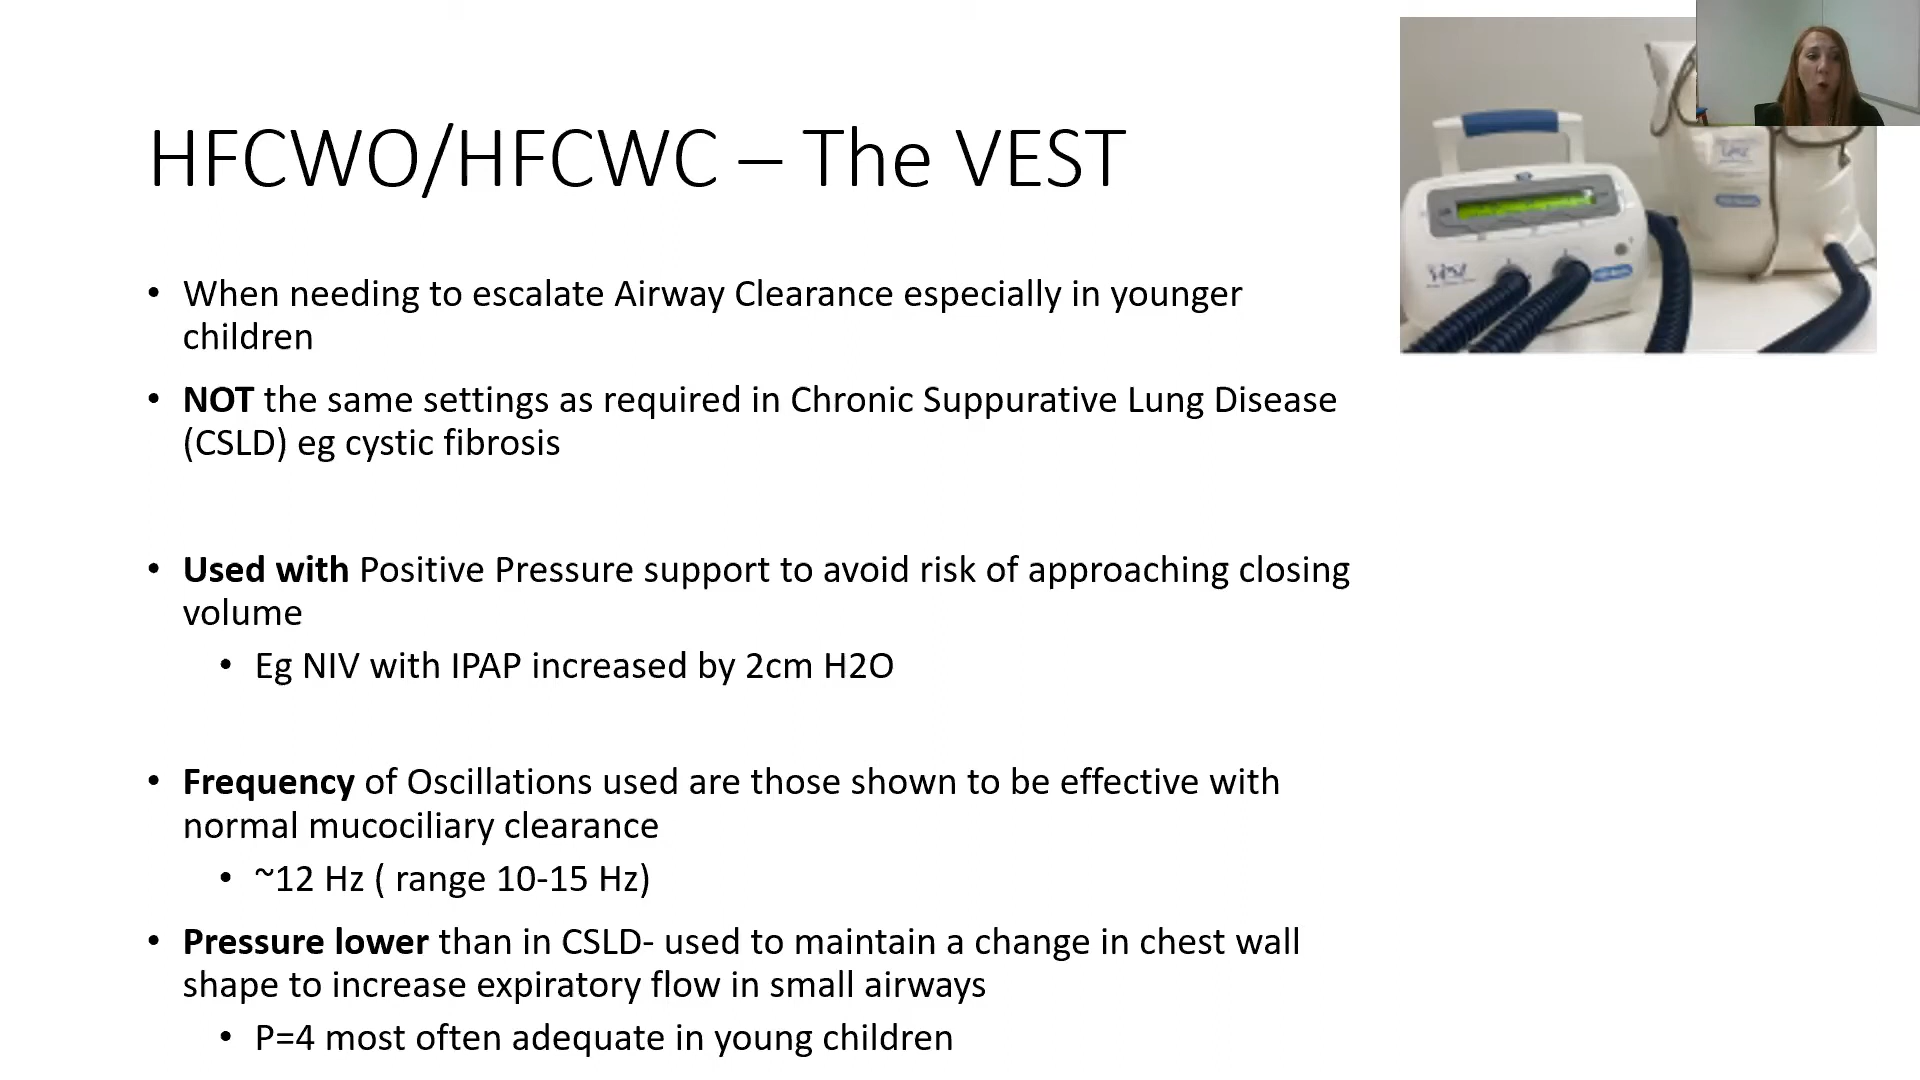 HFCWO/HFCWC – The VEST
• When needing to escalate Airway Clearance especially in younger
children
• NOT the same settings as required in Chronic Suppurative Lung Disease
(CSLD) eg cystic fibrosis
• Used with Positive Pressure support to avoid risk of approaching closing
volume
• Eg NIV with IPAP increased by 2cm H2O
• Frequency of Oscillations used are those shown to be effective with
normal mucociliary clearance
• ~12 Hz ( range 10-15 Hz)
• Pressure lower than in CSLD- used to maintain a change in chest wall
shape to increase expiratory flow in small airways
• P=4 most often adequate in young children